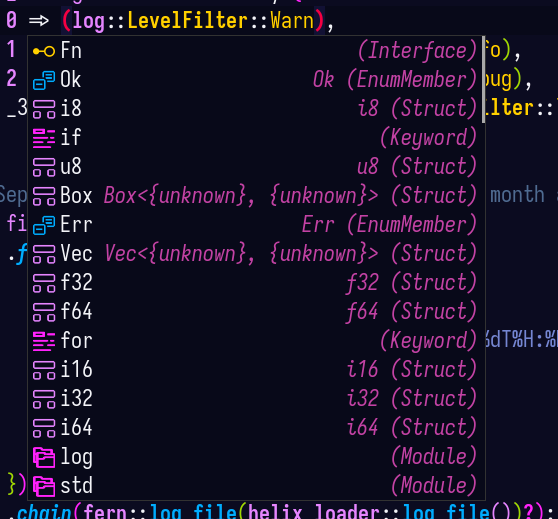 0 => (log::LevelFilter::Warn),
Fn (Interface) fo),
1
Ok Ok (EnumMember) bug),
2
i8 i8 (Struct) ilter::
_3
if (Keyword)
u8 u8 (Struct)
Sep Box Box<{unknown}, {unknown}> (Struct) month
fi Err Err (EnumMember)
.f Vec Vec<{unknown}, {unknown}> (Struct)
f32 f32 (Struct)
f64 f64 (Struct)
for (Keyword) %dT%H:%
i16 i16 (Struct)
i32 i32 (Struct)
i64 i64 (Struct)
log (Module)
}) std (Module)
.chain(fern::log_file(helix_loader::log_file())?);